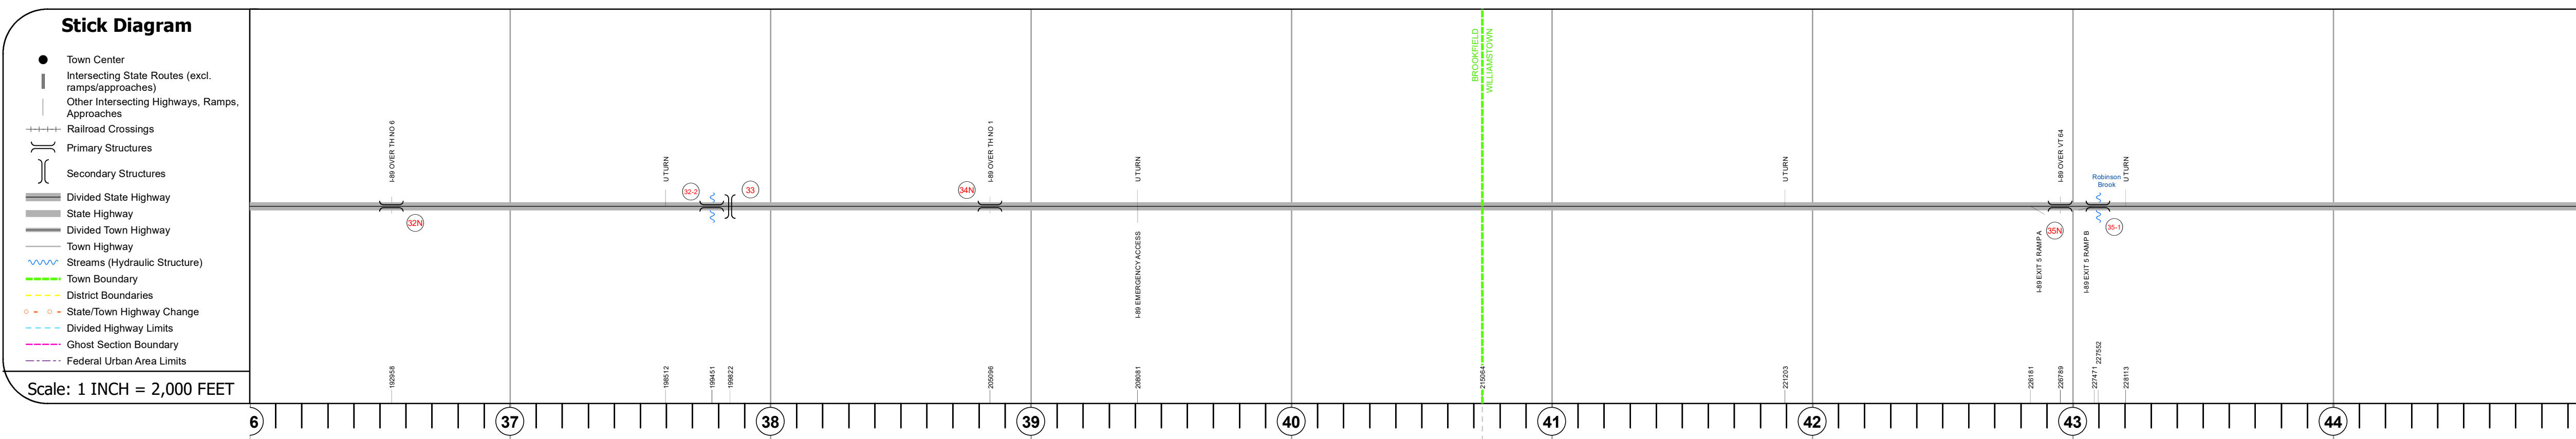 Stick Diagram
Town Center
Intersecting State Routes (excl.
ramps/approaches)
Other Intersecting Highways, Ramps,
Approaches
Railroad Crossings
Primary Structures
Secondary Structures
Divided State Highway
State Highway
Divided Town Highway
Town Highway
Streams (Hydraulic Structure)
Town Boundary
District Boundaries
State/Town Highway Change
Divided Highway Limits
Ghost Section Boundary
Federal Urban Area Limits
Scale: 1 INCH = 2,000 FEET
BROOKFIELD
WILLIAMSTOWN
I-89 OVER TH NO 6
U TURN
I-89 OVER TH NO 1
U TURN
U TURN
I-89 OVER VT 64
Robinson
Brook
U TURN
32N
32-2
33
34N
35N
35-1
I-89 EMERGENCY ACCESS
I-89 EXIT 5 RAMP A
I-89 EXIT 5 RAMP B
192958
198512
199451
199822
205096
208081
215064
221203
226181
226789
227471
227552
228113
6
37
38
39
40
41
42
43
44